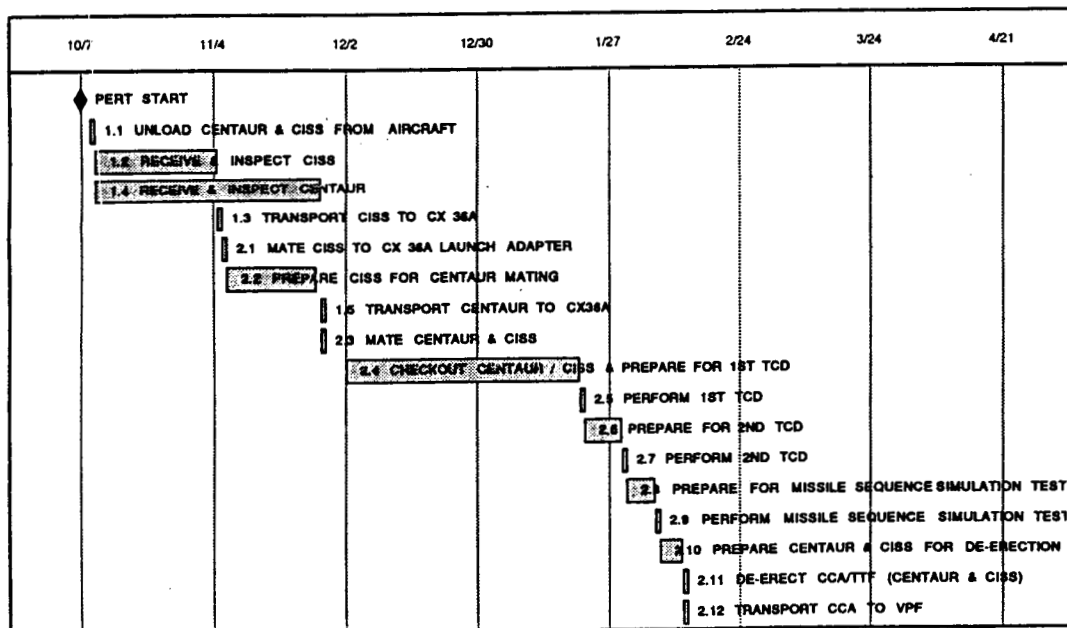 10/7 11/4 12/2 12/30 1/27 2/24 3/24 4/21
PERT START
1.1 UNLOAD CENTAUR & CISS FROM AIRCRAFT
1.2 RECEIVE & INSPECT CISS
1.4 RECEIVE & INSPECT CENTAUR
1.3 TRANSPORT CISS TO CX 36A
2.1 MATE CISS TO CX 36A LAUNCH ADAPTER
2.2 PREPARE CISS FOR CENTAUR MATING
1.5 TRANSPORT CENTAUR TO CX36A
2.3 MATE CENTAUR & CISS
2.4 CHECKOUT CENTAUR / CISS & PREPARE FOR 1ST TCD
2.5 PERFORM 1ST TCD
2.6 PREPARE FOR 2ND TCD
2.7 PERFORM 2ND TCD
2.8 PREPARE FOR MISSILE SEQUENCE SIMULATION TEST
2.9 PERFORM MISSILE SEQUENCE SIMULATION TEST
2.10 PREPARE CENTAUR & CISS FOR DE-ERECTION
2.11 DE-ERECT CCA/TTF (CENTAUR & CISS)
2.12 TRANSPORT CCA TO VPF